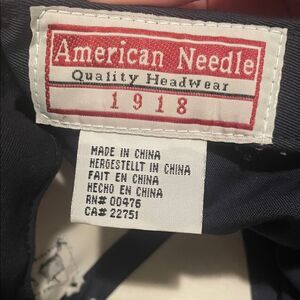 American Needle
Quality HeadWear
1918
MADE IN CHINA
HERGESTELLT IN CHINA
FAIT EN CHINA
HECHO EN CHINA
RN# 00476
CA# 22751